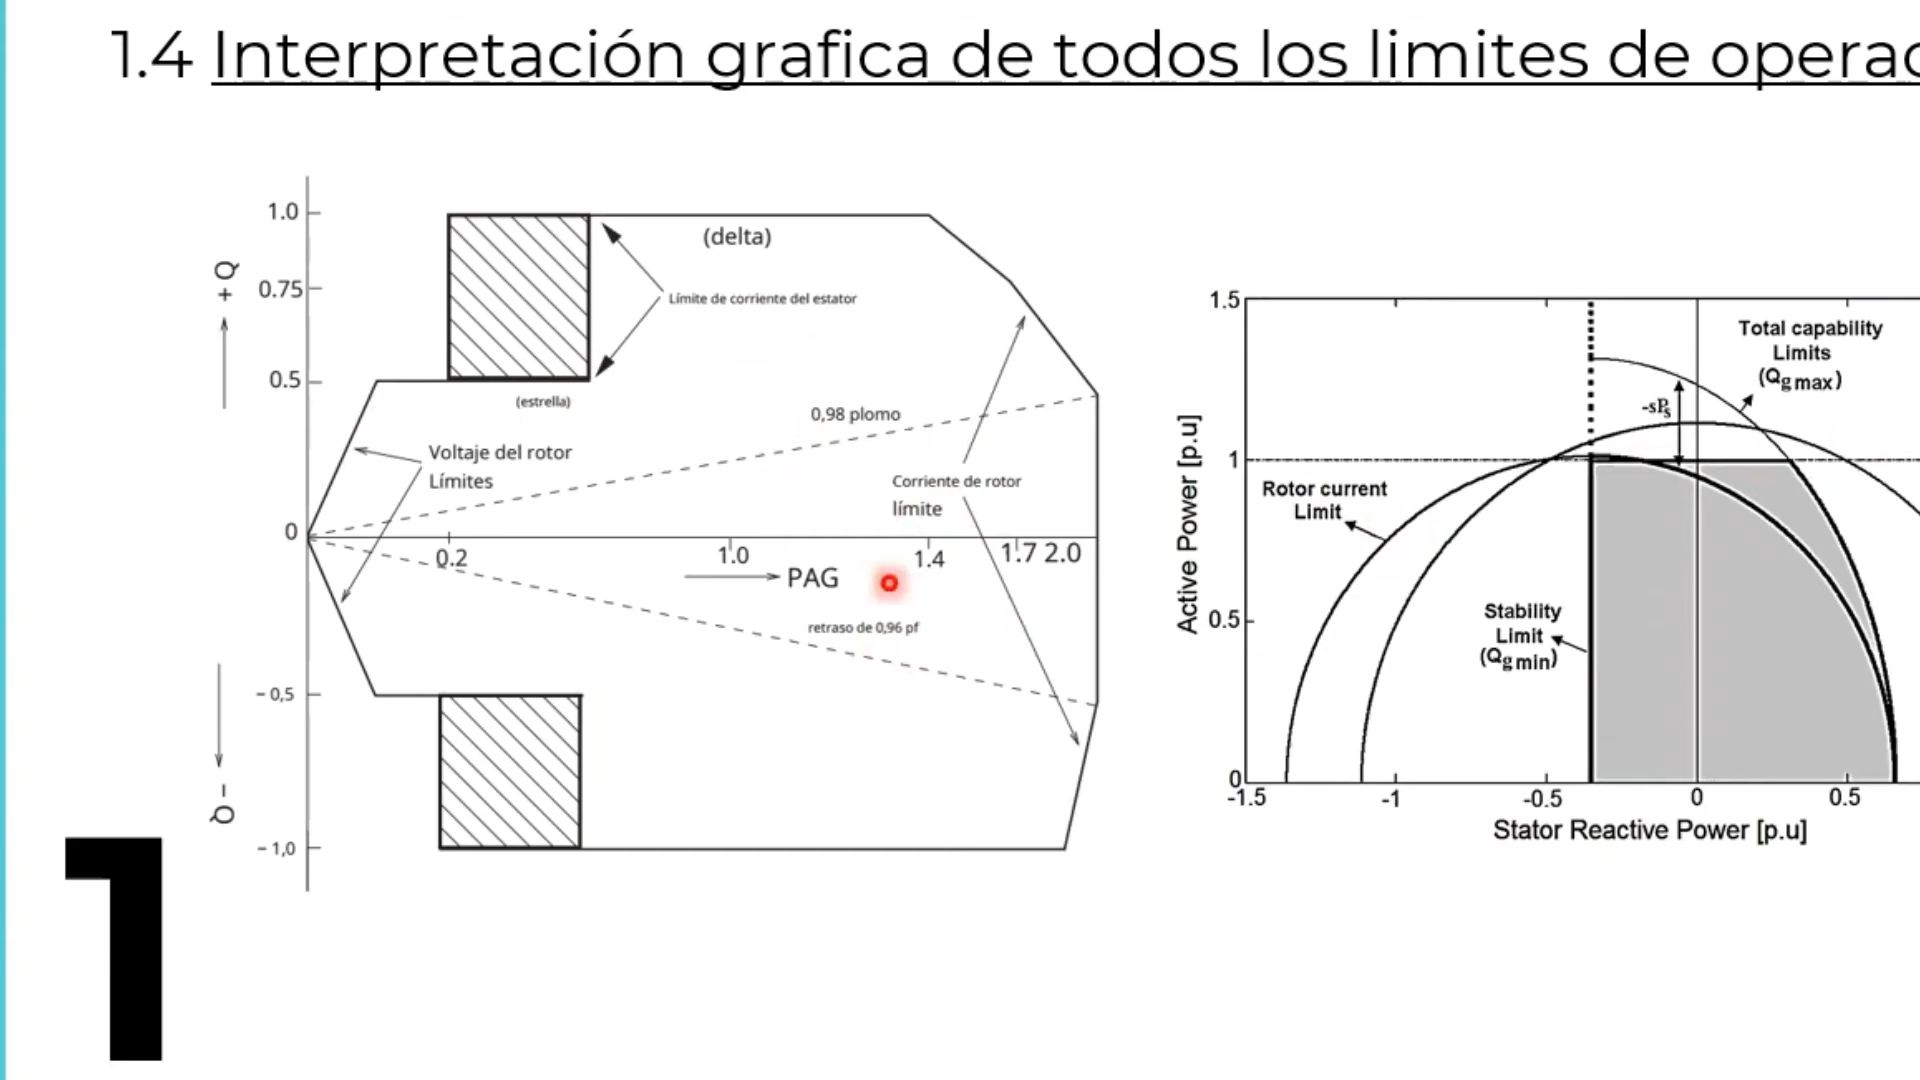 1.4 Interpretación grafica de todos los limites de operac
1.0
(delta)
+ Q
0.75
Límite de corriente del estator
0.5
(estrella)
0,98 plomo
Voltaje del rotor
Límites
Corriente de rotor
límite
0
0.2
1.0
1.4
1.7 2.0
PAG
retraso de 0,96 pf
- 0,5
Q -
- 1,0
1
1.5
Total capability
Limits
(Qg max)
-sPs
1
Rotor current
Limit
Active Power [p.u]
Stability
Limit
(Qg min)
0.5
0
-1.5
-1
-0.5
0
0.5
Stator Reactive Power [p.u]